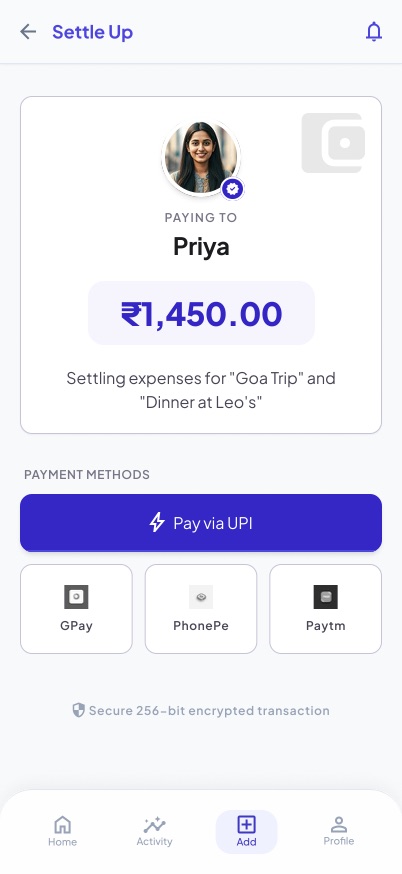 Settle Up
PAYING TO
Priya
₹1,450.00
Settling expenses for "Goa Trip" and
"Dinner at Leo's"
PAYMENT METHODS
Pay via UPI
GPay
PhonePe
Paytm
Secure 256-bit encrypted transaction
Home
Activity
Add
Profile